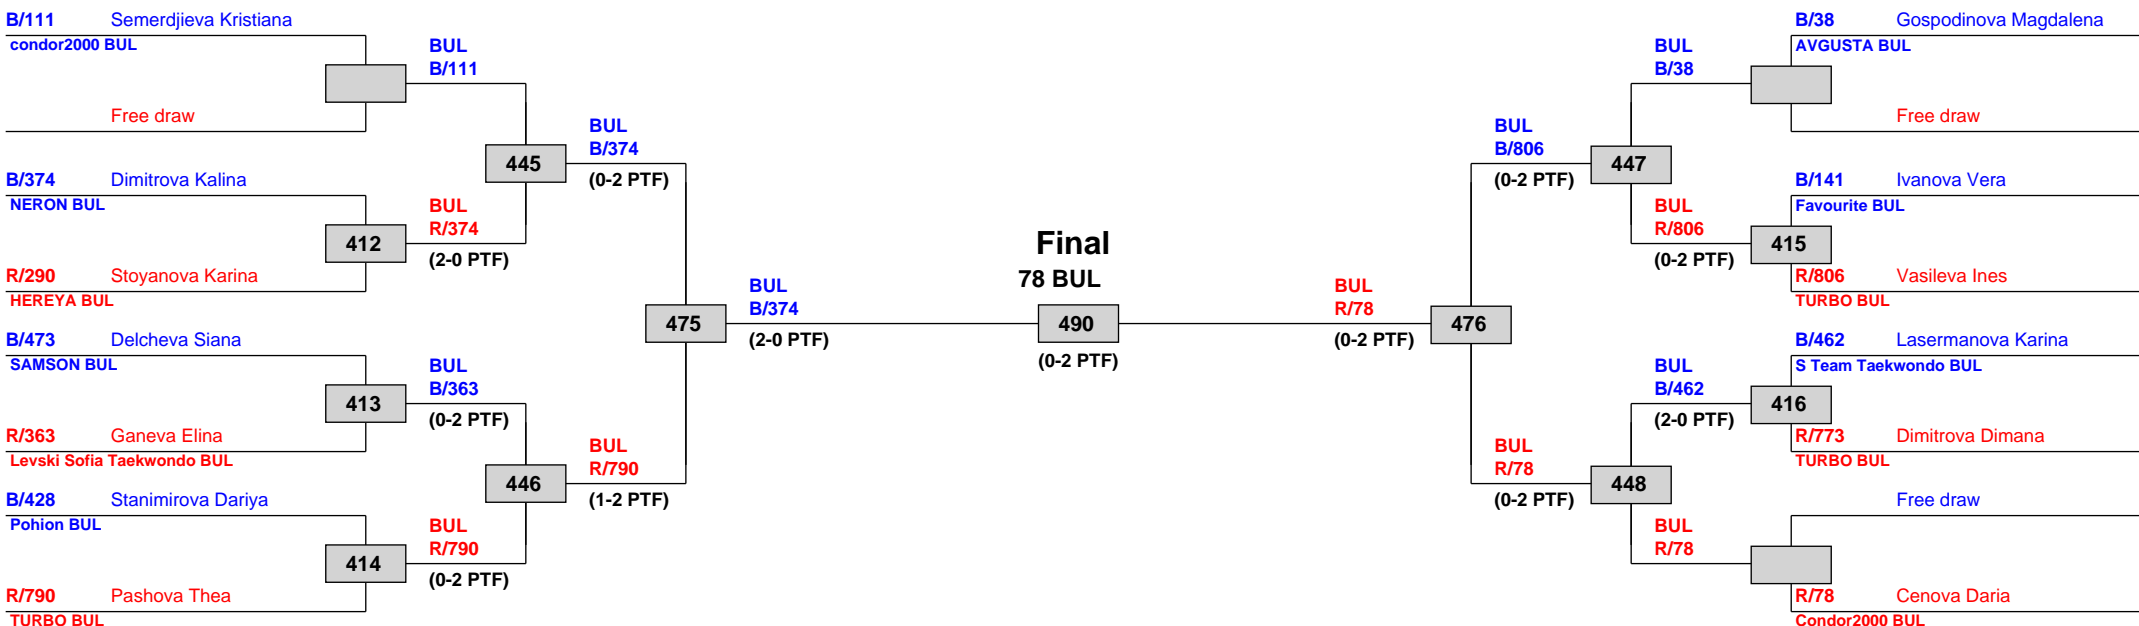 B/111 Semerdjieva Kristiana
condor2000 BUL
BUL
B/111
Free draw
BUL
B/374
445
(0-2 PTF)
B/374 Dimitrova Kalina
NERON BUL
BUL
R/374
412
(2-0 PTF)
R/290 Stoyanova Karina
HEREYA BUL
BUL
B/374
475
(2-0 PTF)
B/473 Delcheva Siana
SAMSON BUL
BUL
B/363
413
(0-2 PTF)
R/363 Ganeva Elina
Levski Sofia Taekwondo BUL
BUL
R/790
446
(1-2 PTF)
B/428 Stanimirova Dariya
Pohion BUL
BUL
R/790
414
(0-2 PTF)
R/790 Pashova Thea
TURBO BUL
Final
78 BUL
490
(0-2 PTF)
B/38 Gospodinova Magdalena
AVGUSTA BUL
BUL
B/38
Free draw
BUL
B/806
447
(0-2 PTF)
B/141 Ivanova Vera
Favourite BUL
BUL
R/806
415
(0-2 PTF)
R/806 Vasileva Ines
TURBO BUL
BUL
R/78
476
(0-2 PTF)
B/462 Lasermanova Karina
S Team Taekwondo BUL
BUL
B/462
416
(2-0 PTF)
R/773 Dimitrova Dimana
TURBO BUL
BUL
R/78
448
(0-2 PTF)
Free draw
BUL
R/78
R/78 Cenova Daria
Condor2000 BUL